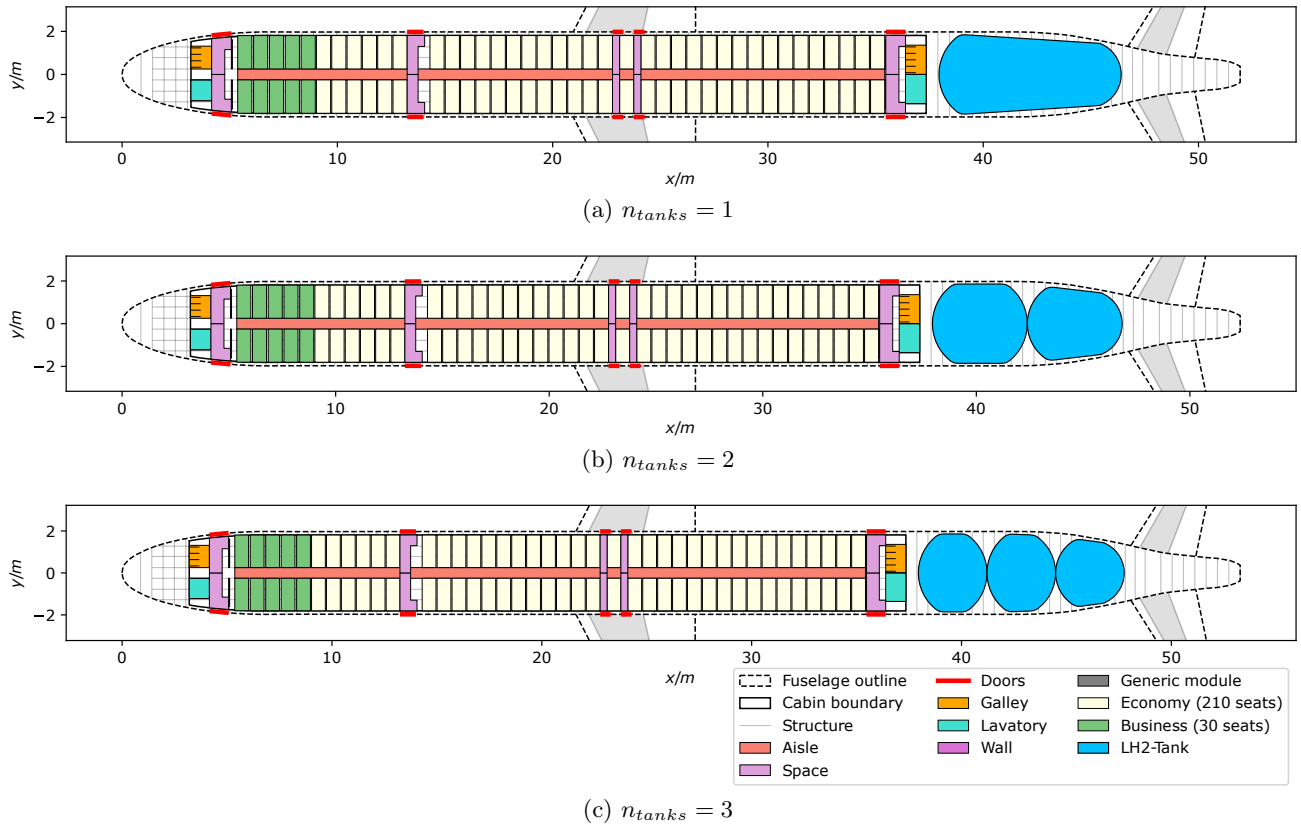 2
0
−2
y/m
0 10 20 30 40 50
x/m
(a) n_tanks = 1
2
0
−2
y/m
0 10 20 30 40 50
x/m
(b) n_tanks = 2
2
0
−2
y/m
0 10 20 30 40 50
x/m
Fuselage outline
Cabin boundary
Structure
Aisle
Space
Doors
Galley
Lavatory
Wall
Generic module
Economy (210 seats)
Business (30 seats)
LH2-Tank
(c) n_tanks = 3